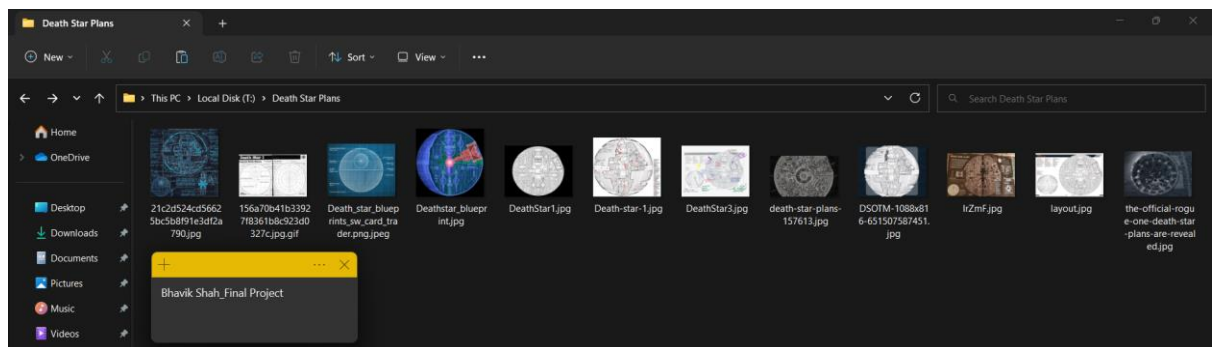 Death Star Plans
New
Sort
View
This PC > Local Disk (T:) > Death Star Plans
Search Death Star Plans
Home
OneDrive
Desktop
Downloads
Documents
Pictures
Music
Videos
21c2d524cd5662
5bc5b8f91e3df2a
790.jpg
156a70b41b3392
7f8361b8c923d0
327c.jpg.gif
Death_star_bluep
rints_sw_card_tra
der.png.jpeg
Deathstar_bluepr
int.jpg
DeathStar1.jpg
Death-star-1.jpg
DeathStar3.jpg
death-star-plans-
157613.jpg
DSOTM-1088x81
6-651507587451.
jpg
IrZmF.jpg
layout.jpg
the-official-rogu
e-one-death-star
-plans-are-reveal
ed.jpg
Bhavik Shah_Final Project